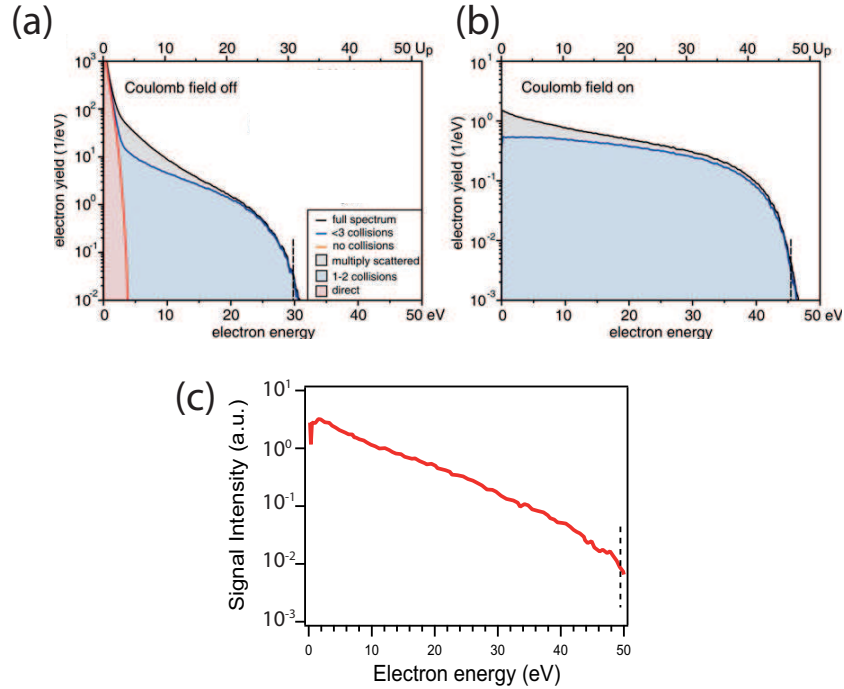 (a)
(b)
0 10 20 30 40 50 Up
0 10 20 30 40 50 Up
Coulomb field off
Coulomb field on
electron yield (1/eV)
10³
10²
10¹
10⁰
10⁻¹
10⁻²
full spectrum
<3 collisions
no collisions
multiply scattered
1-2 collisions
direct
0 10 20 30 40 50 eV
electron energy
electron yield (1/eV)
10¹
10⁰
10⁻¹
10⁻²
10⁻³
0 10 20 30 40 50 eV
electron energy
(c)
Signal Intensity (a.u.)
10¹
10⁰
10⁻¹
10⁻²
10⁻³
0 10 20 30 40 50
Electron energy (eV)